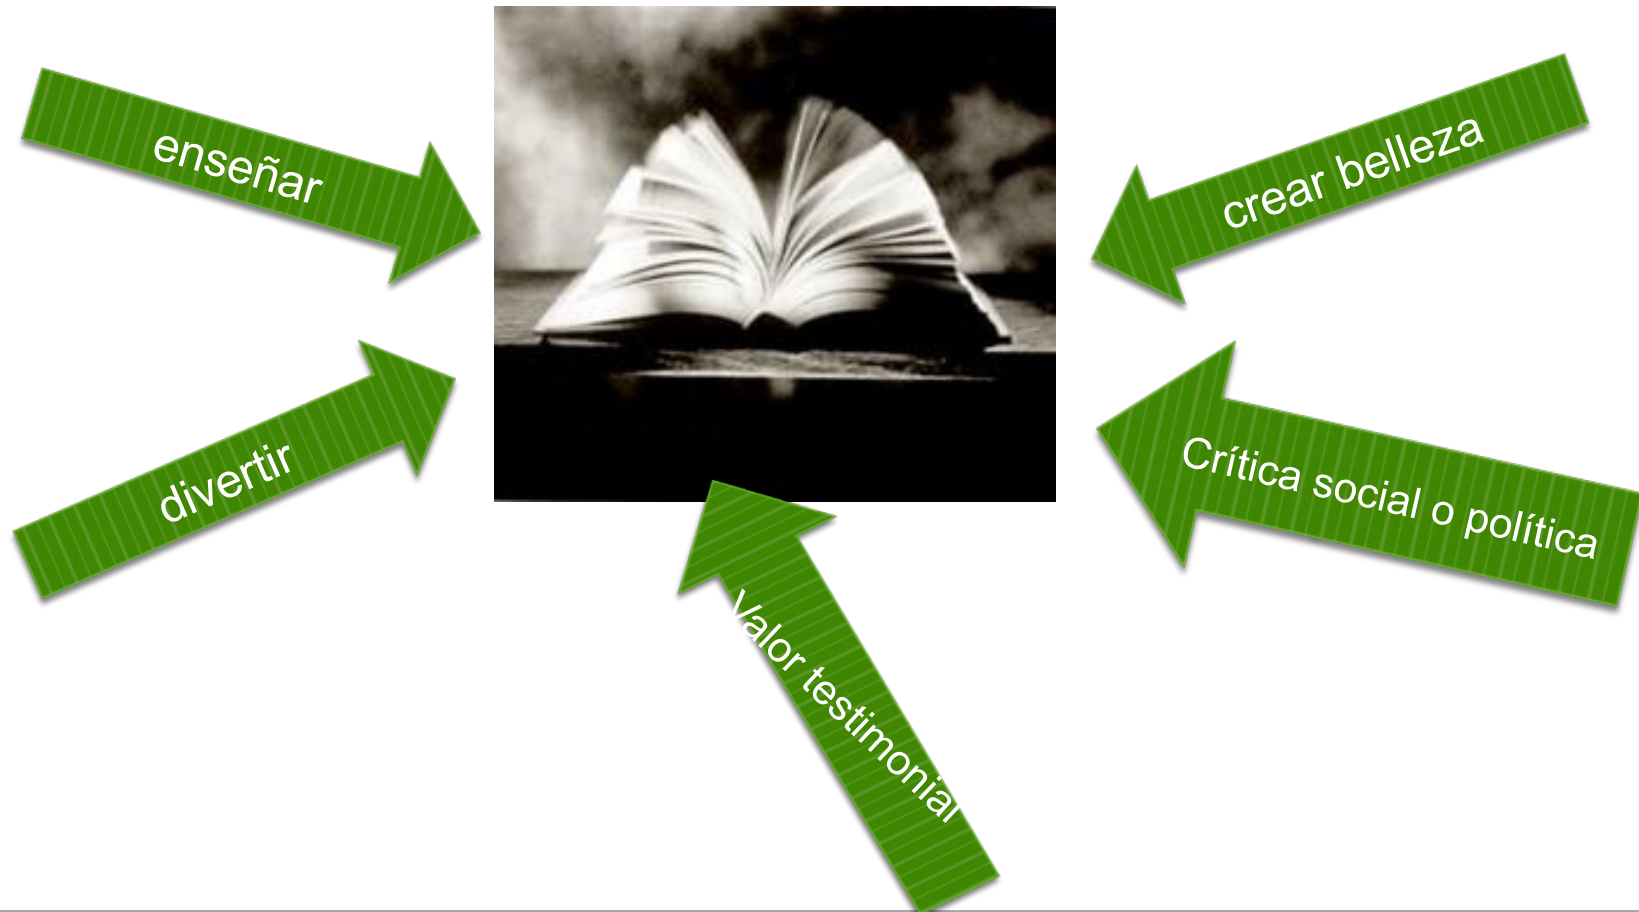 enseñar
crear belleza
divertir
Crítica social o política
Valor testimonial